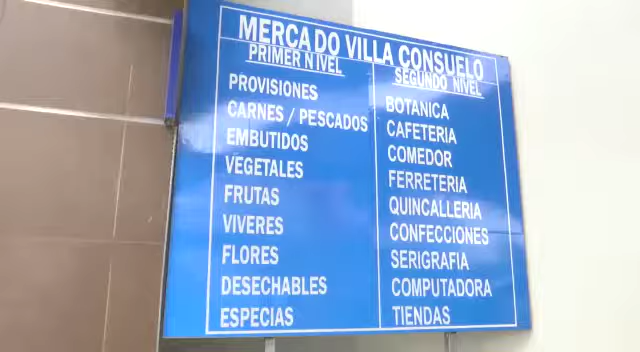 MERCADO VILLA CONSUELO
PRIMER NIVEL
PROVISIONES
CARNES / PESCADOS
EMBUTIDOS
VEGETALES
FRUTAS
VIVERES
FLORES
DESECHABLES
ESPECIAS
SEGUNDO NIVEL
BOTANICA
CAFETERIA
COMEDOR
FERRETERIA
QUINCALLERIA
CONFECCIONES
SERIGRAFIA
COMPUTADORA
TIENDAS